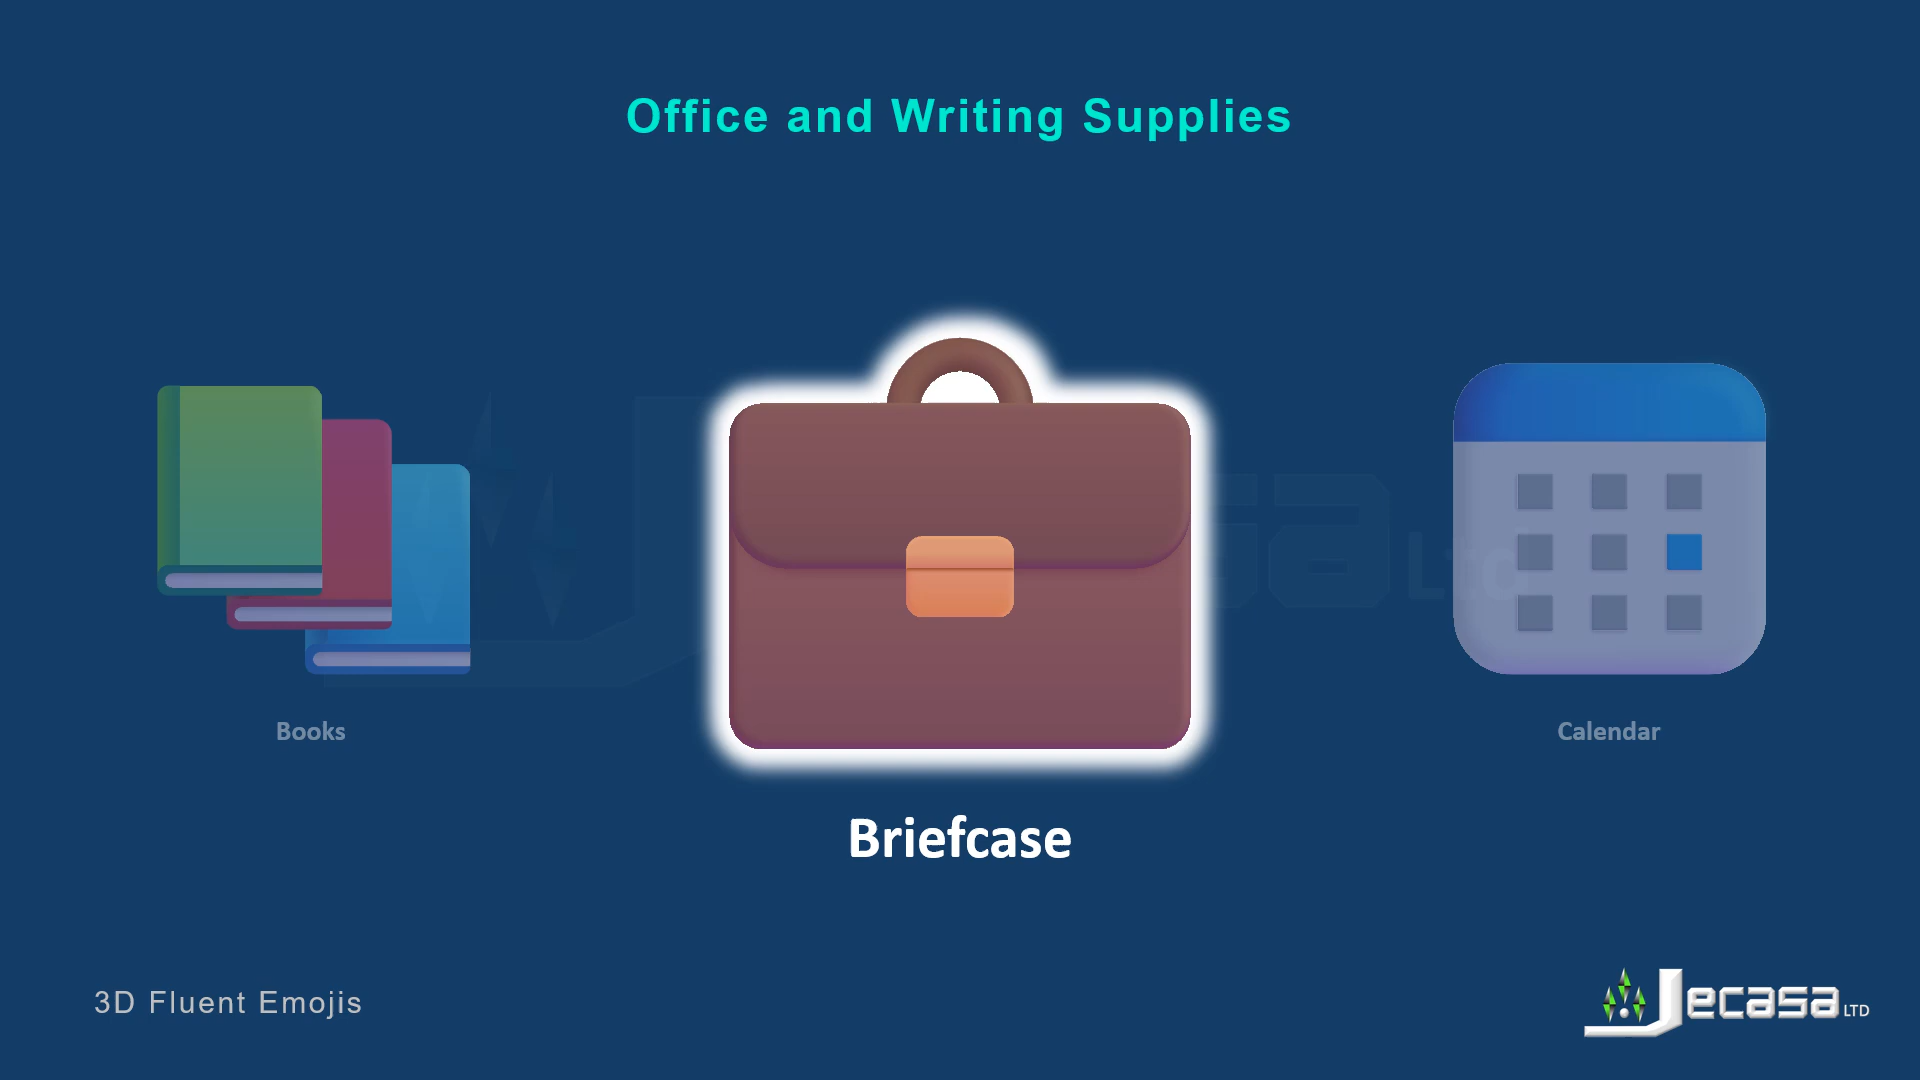 Office and Writing Supplies
Books
Briefcase
Calendar
3D Fluent Emojis
Jecasa LTD